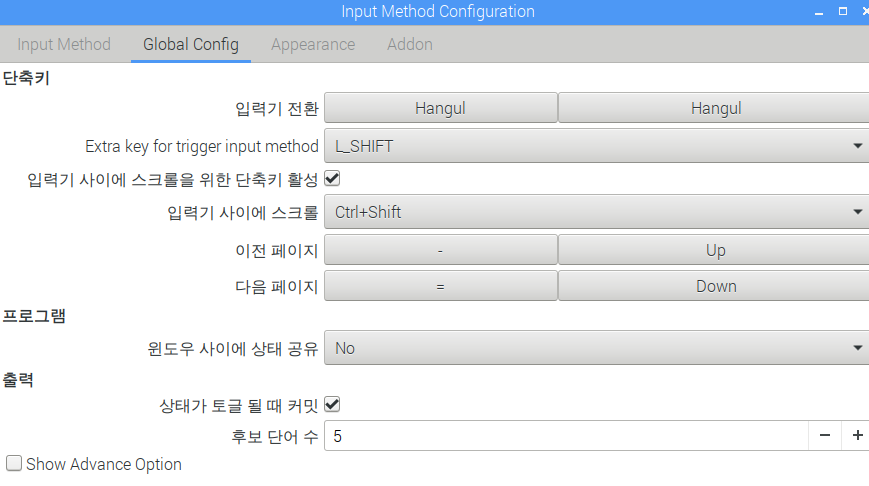 Input Method Configuration
Input Method Global Config Appearance Addon
단축키
입력기 전환 Hangul Hangul
Extra key for trigger input method L_SHIFT
입력기 사이에 스크롤을 위한 단축키 활성
입력기 사이에 스크롤 Ctrl+Shift
이전 페이지 - Up
다음 페이지 = Down
프로그램
윈도우 사이에 상태 공유 No
출력
상태가 토글 될 때 커밋
후보 단어 수 5 − +
Show Advance Option